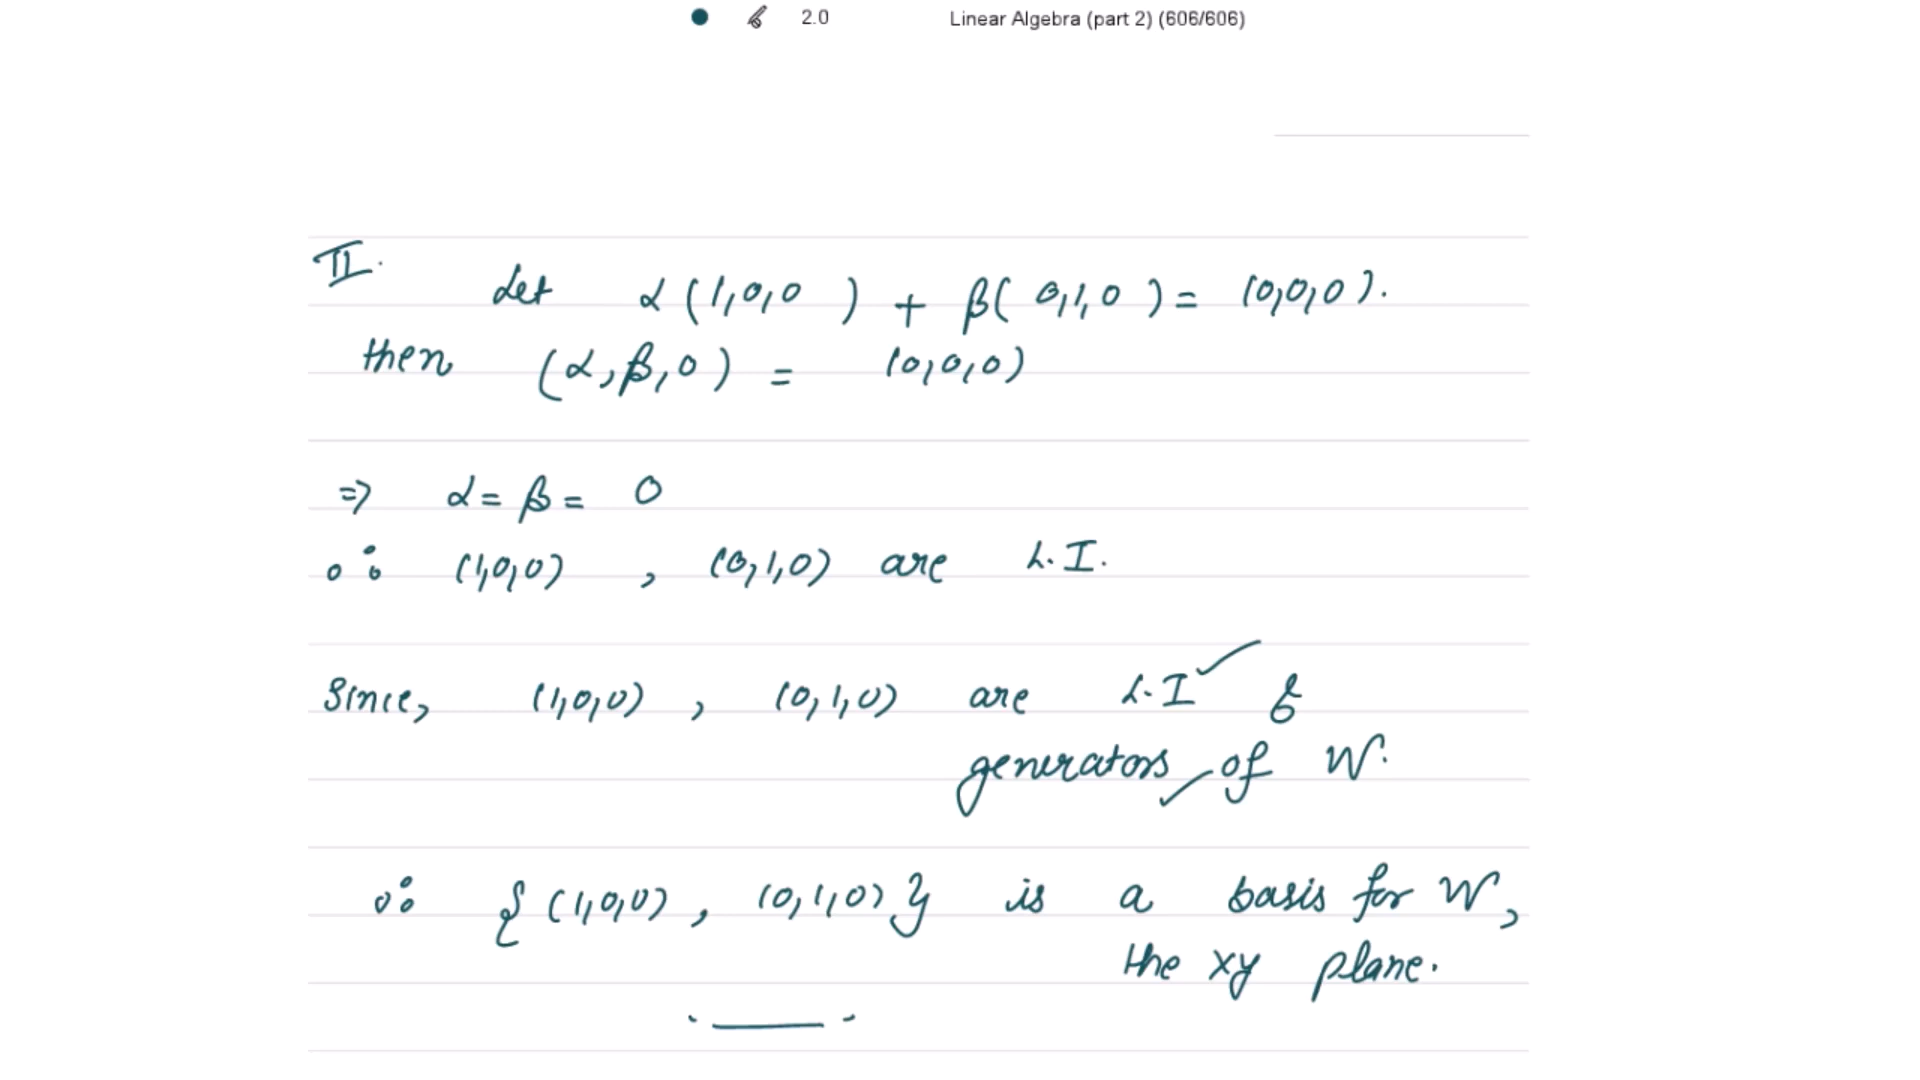 2.0 Linear Algebra (part 2) (606/606)
II. Let α(1,0,0) + β(0,1,0) = (0,0,0).
then (α,β,0) = (0,0,0)
⇒ α = β = 0
∴ (1,0,0) , (0,1,0) are L.I.
Since, (1,0,0) , (0,1,0) are L.I ✓ &
generators ✓ of W.
∴ {(1,0,0), (0,1,0)} is a basis for W,
the xy plane.